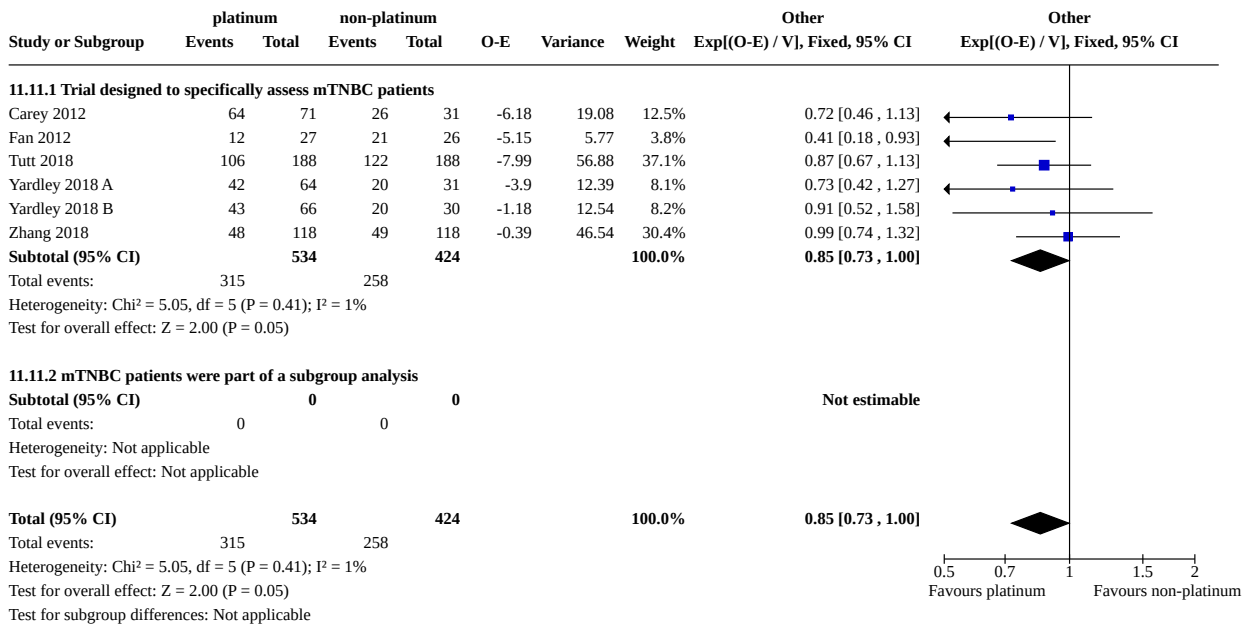 platinum non-platinum Other Other
Study or Subgroup Events Total Events Total O-E Variance Weight Exp[(O-E) / V], Fixed, 95% CI Exp[(O-E) / V], Fixed, 95% CI
11.11.1 Trial designed to specifically assess mTNBC patients
Carey 2012 64 71 26 31 -6.18 19.08 12.5% 0.72 [0.46 , 1.13]
Fan 2012 12 27 21 26 -5.15 5.77 3.8% 0.41 [0.18 , 0.93]
Tutt 2018 106 188 122 188 -7.99 56.88 37.1% 0.87 [0.67 , 1.13]
Yardley 2018 A 42 64 20 31 -3.9 12.39 8.1% 0.73 [0.42 , 1.27]
Yardley 2018 B 43 66 20 30 -1.18 12.54 8.2% 0.91 [0.52 , 1.58]
Zhang 2018 48 118 49 118 -0.39 46.54 30.4% 0.99 [0.74 , 1.32]
Subtotal (95% CI) 534 424 100.0% 0.85 [0.73 , 1.00]
Total events: 315 258
Heterogeneity: Chi² = 5.05, df = 5 (P = 0.41); I² = 1%
Test for overall effect: Z = 2.00 (P = 0.05)
11.11.2 mTNBC patients were part of a subgroup analysis
Subtotal (95% CI) 0 0 Not estimable
Total events: 0 0
Heterogeneity: Not applicable
Test for overall effect: Not applicable
Total (95% CI) 534 424 100.0% 0.85 [0.73 , 1.00]
Total events: 315 258
Heterogeneity: Chi² = 5.05, df = 5 (P = 0.41); I² = 1%
Test for overall effect: Z = 2.00 (P = 0.05)
Test for subgroup differences: Not applicable
0.5 0.7 1 1.5 2
Favours platinum Favours non-platinum